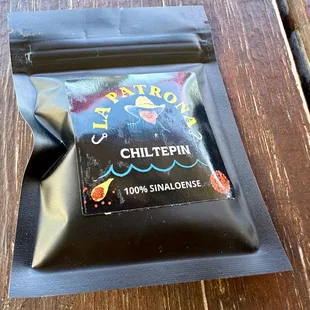 LA PATRONA
CHILTEPIN
100% SINALOENSE